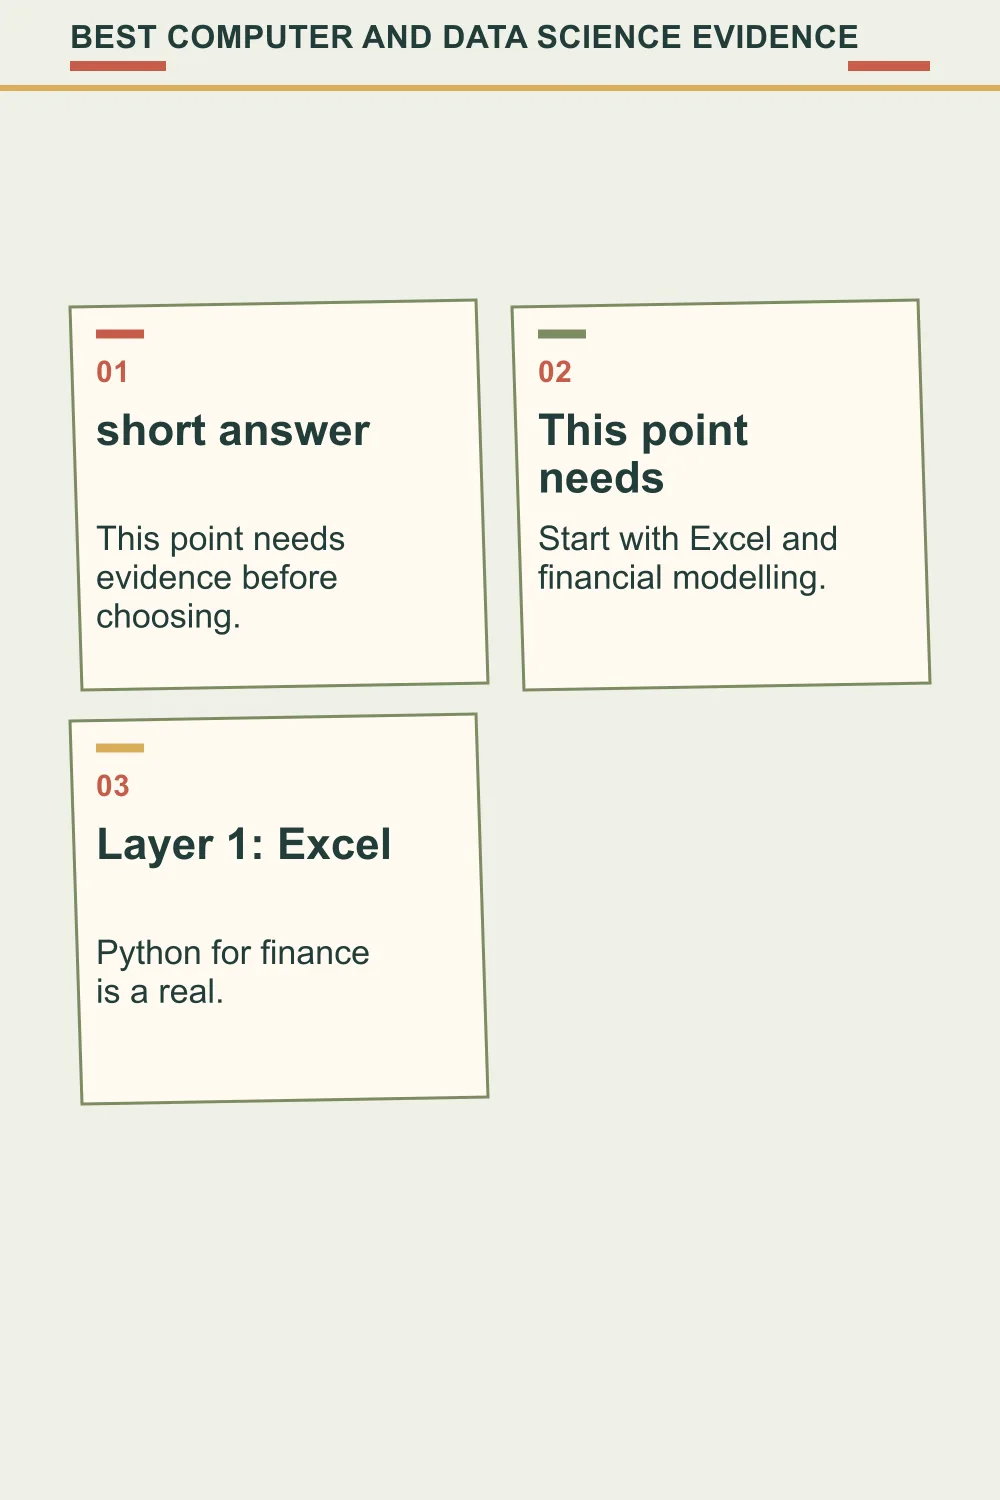 BEST COMPUTER AND DATA SCIENCE EVIDENCE
01
short answer
This point needs
evidence before
choosing.
02
This point
needs
Start with Excel and
financial modelling.
03
Layer 1: Excel
Python for finance
is a real.